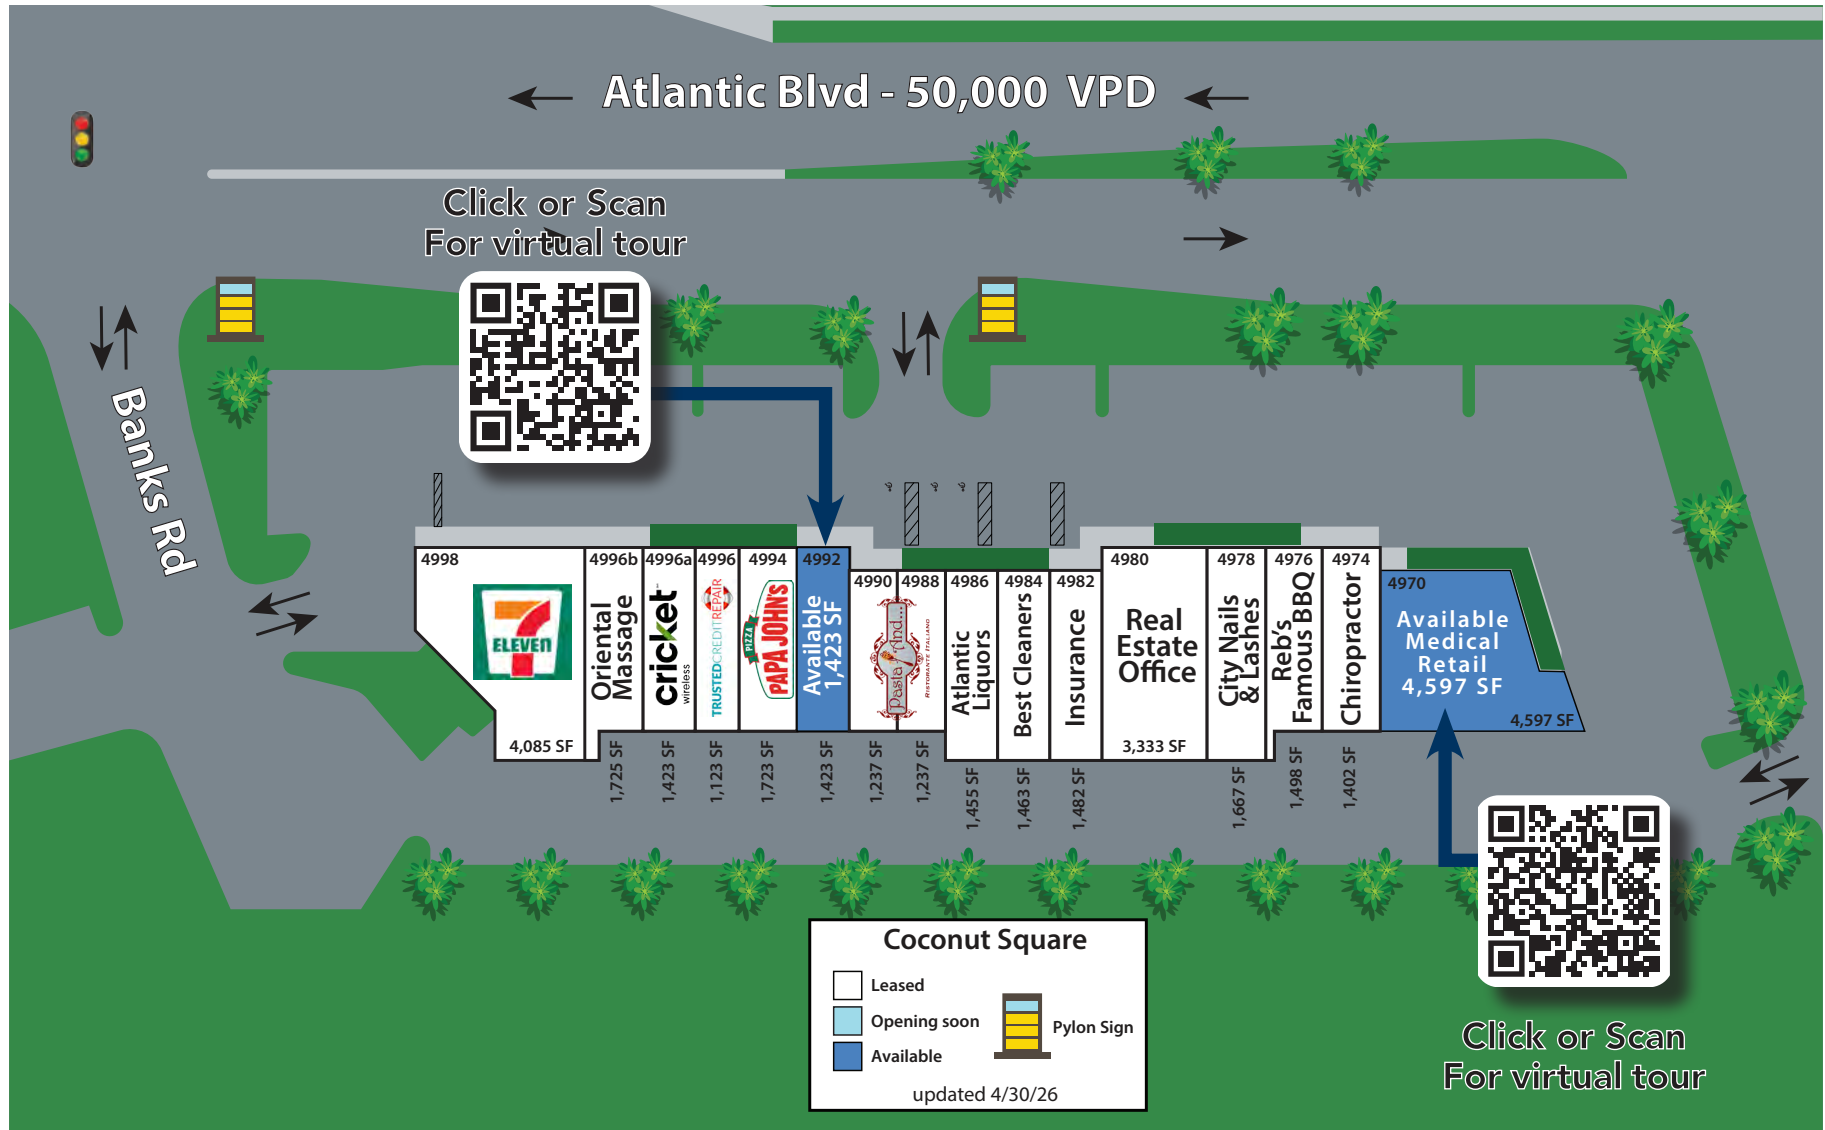 Atlantic Blvd - 50,000 VPD
Click or Scan
For virtual tour
Banks Rd
4998
ELEVEN
4,085 SF
4996b
Oriental
Massage
1,725 SF
4996a
cricket
wireless
1,423 SF
4996
TRUSTEDCREDITREPAIR
1,123 SF
4994
PIZZA
PAPA JOHN'S
1,723 SF
4992
Available
1,423 SF
1,423 SF
4990
4988
Pasta And...
RISTORANTE ITALIANO
1,237 SF
1,237 SF
4986
Atlantic
Liquors
1,455 SF
4984
Best Cleaners
1,463 SF
4982
Insurance
1,482 SF
4980
Real
Estate
Office
3,333 SF
4978
City Nails
& Lashes
1,667 SF
4976
Reb's
Famous BBQ
1,498 SF
4974
Chiropractor
1,402 SF
4970
Available
Medical
Retail
4,597 SF
4,597 SF
Coconut Square
Leased
Opening soon
Available
Pylon Sign
updated 4/30/26
Click or Scan
For virtual tour